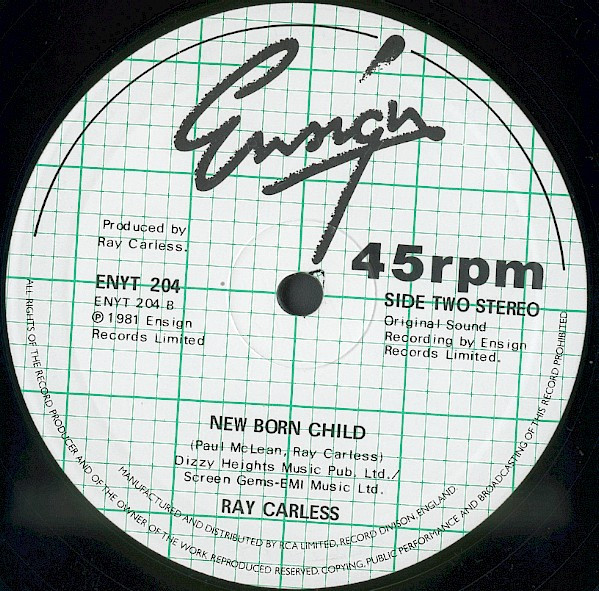 Ensign
45rpm
Produced by
Ray Carless.
ENYT 204
ENYT 204 B
℗ 1981 Ensign
Records Limited
SIDE TWO·STEREO
Original Sound
Recording by Ensign
Records Limited.
NEW BORN CHILD
(Paul McLean, Ray Carless)
Dizzy Heights Music Pub. Ltd./
Screen Gems-EMI Music Ltd.
RAY CARLESS
MANUFACTURED AND DISTRIBUTED BY RCA LIMITED, RECORD DIVISON, ENGLAND
ALL RIGHTS OF THE RECORD PRODUCER AND OF THE OWNER OF THE WORK REPRODUCED RESERVED. COPYING, PUBLIC PERFORMANCE AND BROADCASTING OF THIS RECORD PROHIBITED